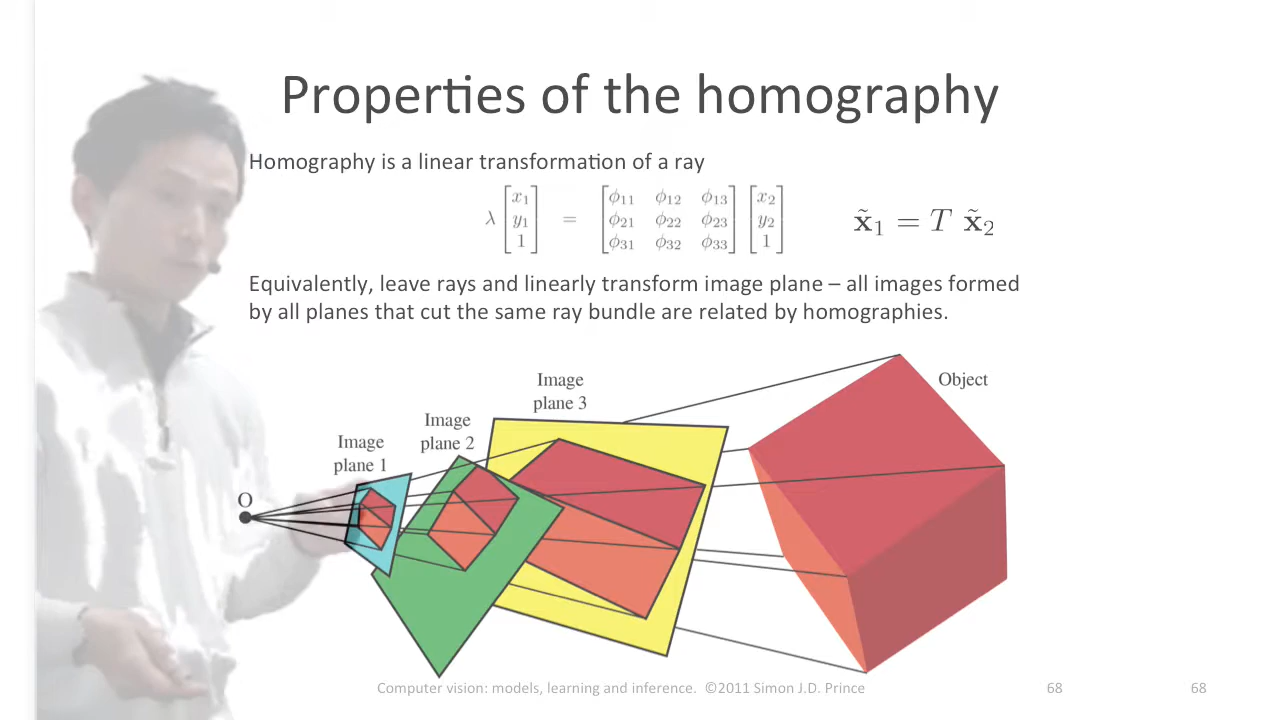 Properties of the homography
Homography is a linear transformation of a ray
λ [x₁ y₁ 1] = [ϕ₁₁ ϕ₁₂ ϕ₁₃ ϕ₂₁ ϕ₂₂ ϕ₂₃ ϕ₃₁ ϕ₃₂ ϕ₃₃] [x₂ y₂ 1]
x̃₁ = T x̃₂
Equivalently, leave rays and linearly transform image plane – all images formed
by all planes that cut the same ray bundle are related by homographies.
Image
plane 3
Object
Image
plane 2
Image
plane 1
O
Computer vision: models, learning and inference. ©2011 Simon J.D. Prince
68
68